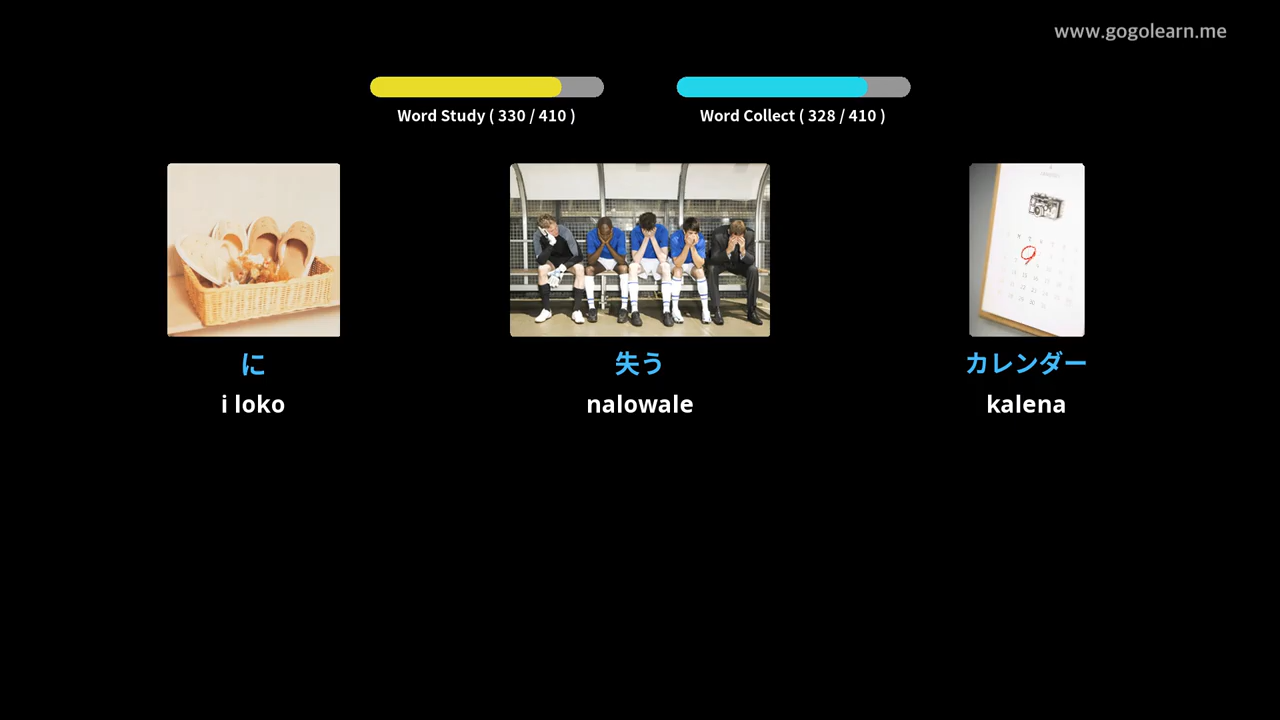 www.gogolearn.me
Word Study ( 330 / 410 )
Word Collect ( 328 / 410 )
に
i loko
失う
nalowale
カレンダー
kalena